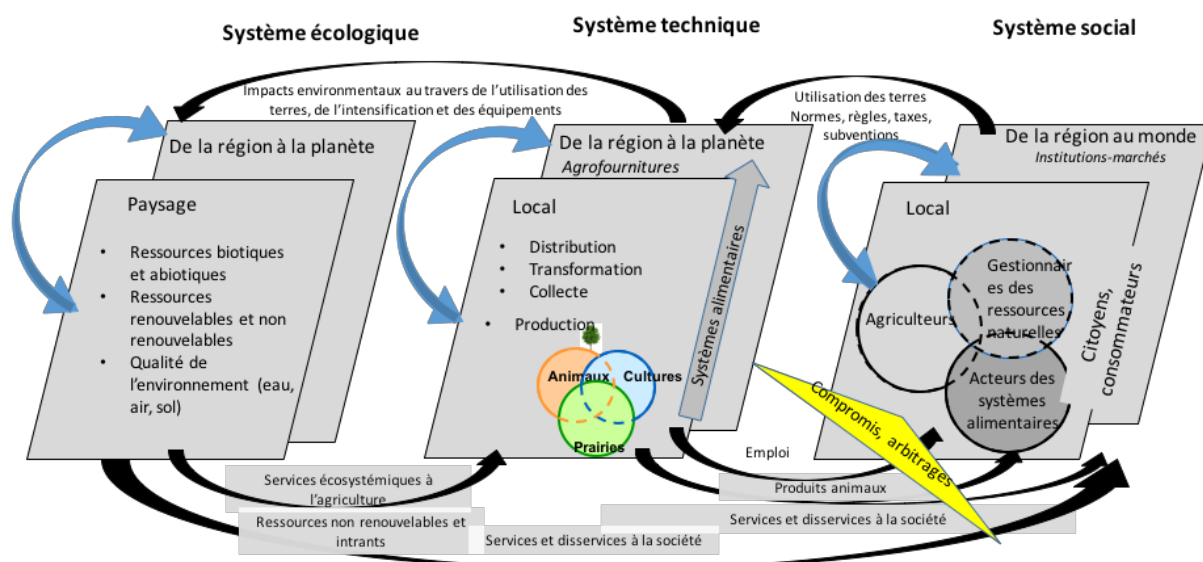 Système écologique
Système technique
Système social
Impacts environmentaux au travers de l'utilisation des
terres, de l'intensification et des équipements
Utilisation des terres
Normes, règles, taxes,
subventions
De la région à la planète
De la région à la planète
Agrofournitures
De la région au monde
Institutions-marchés
Paysage
• Ressources biotiques
et abiotiques
• Ressources
renouvelables et non
renouvelables
• Qualité de
l'environnement (eau,
air, sol)
Local
• Distribution
• Transformation
• Collecte
• Production
Animaux
Cultures
Prairies
Systèmes alimentaires
Local
Agriculteurs
Gestionnair
es des
ressources
naturelles
Acteurs des
systèmes
alimentaires
Citoyens,
consommateurs
Compromis, arbitrages
Emploi
Produits animaux
Services écosystémiques à
l'agriculture
Ressources non renouvelables et
intrants
Services et disservices à la société
Services et disservices à la société